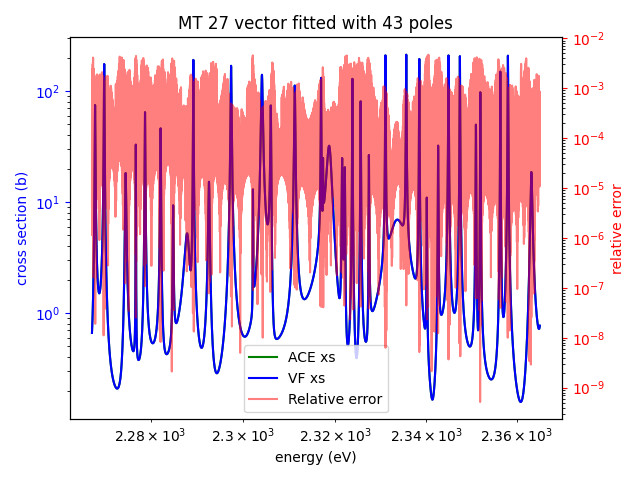 MT 27 vector fitted with 43 poles
10²
10¹
10⁰
cross section (b)
10⁻²
10⁻³
10⁻⁴
10⁻⁵
10⁻⁶
10⁻⁷
10⁻⁸
10⁻⁹
relative error
ACE xs
VF xs
Relative error
2.28 × 10³ 2.3 × 10³ 2.32 × 10³ 2.34 × 10³ 2.36 × 10³
energy (eV)